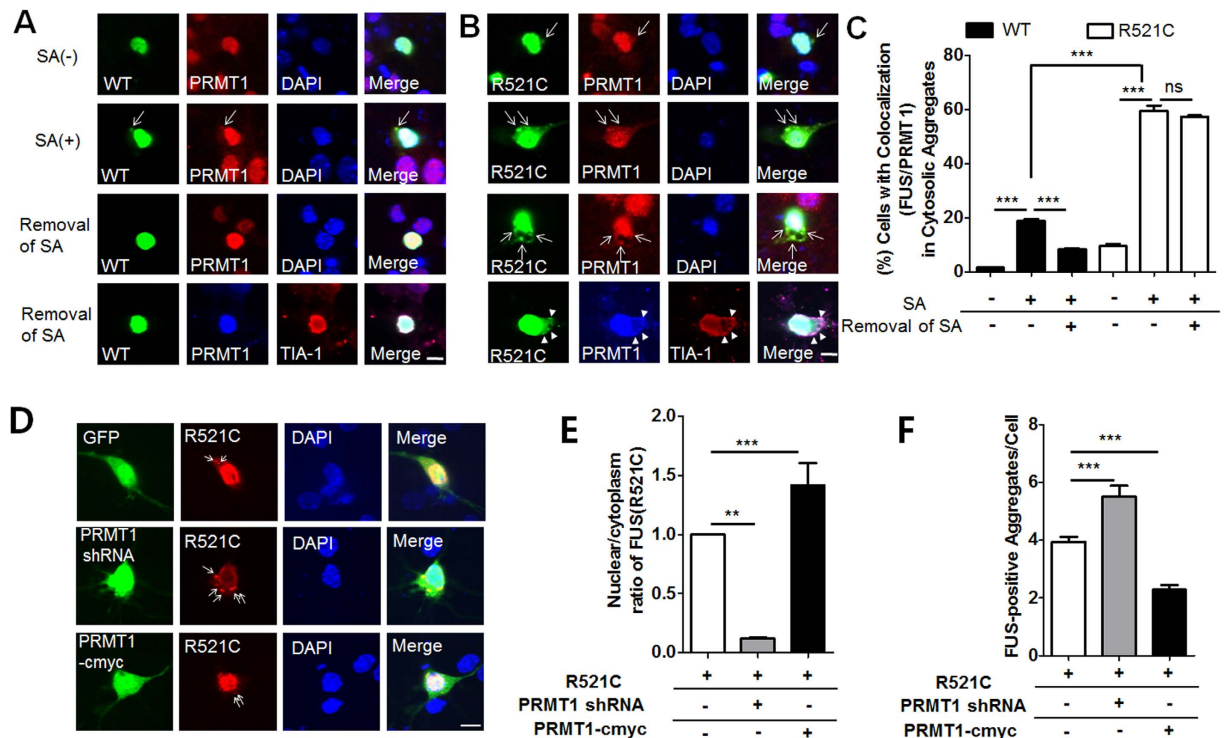 A
SA(-)
WT
PRMT1
DAPI
Merge
SA(+)
WT
PRMT1
DAPI
Merge
Removal
of SA
WT
PRMT1
DAPI
Merge
Removal
of SA
WT
PRMT1
TIA-1
Merge
B
R521C
PRMT1
DAPI
Merge
R521C
PRMT1
DAPI
Merge
R521C
PRMT1
DAPI
Merge
R521C
PRMT1
TIA-1
Merge
C
WT
R521C
(%) Cells with Colocalization
(FUS/PRMT 1)
in Cytosolic Aggregates
80
60
40
20
0
***
***
***
***
ns
SA - + + - + +
Removal of SA - - + - - +
D
GFP
R521C
DAPI
Merge
PRMT1
shRNA
R521C
DAPI
Merge
PRMT1
-cmyc
R521C
DAPI
Merge
E
Nuclear/cytoplasm
ratio of FUS(R521C)
2.0
1.5
1.0
0.5
0.0
***
**
R521C + + +
PRMT1 shRNA - + -
PRMT1-cmyc - - +
F
FUS-positive Aggregates/Cell
8
6
4
2
0
***
***
R521C + + +
PRMT1 shRNA - + -
PRMT1-cmyc - - +